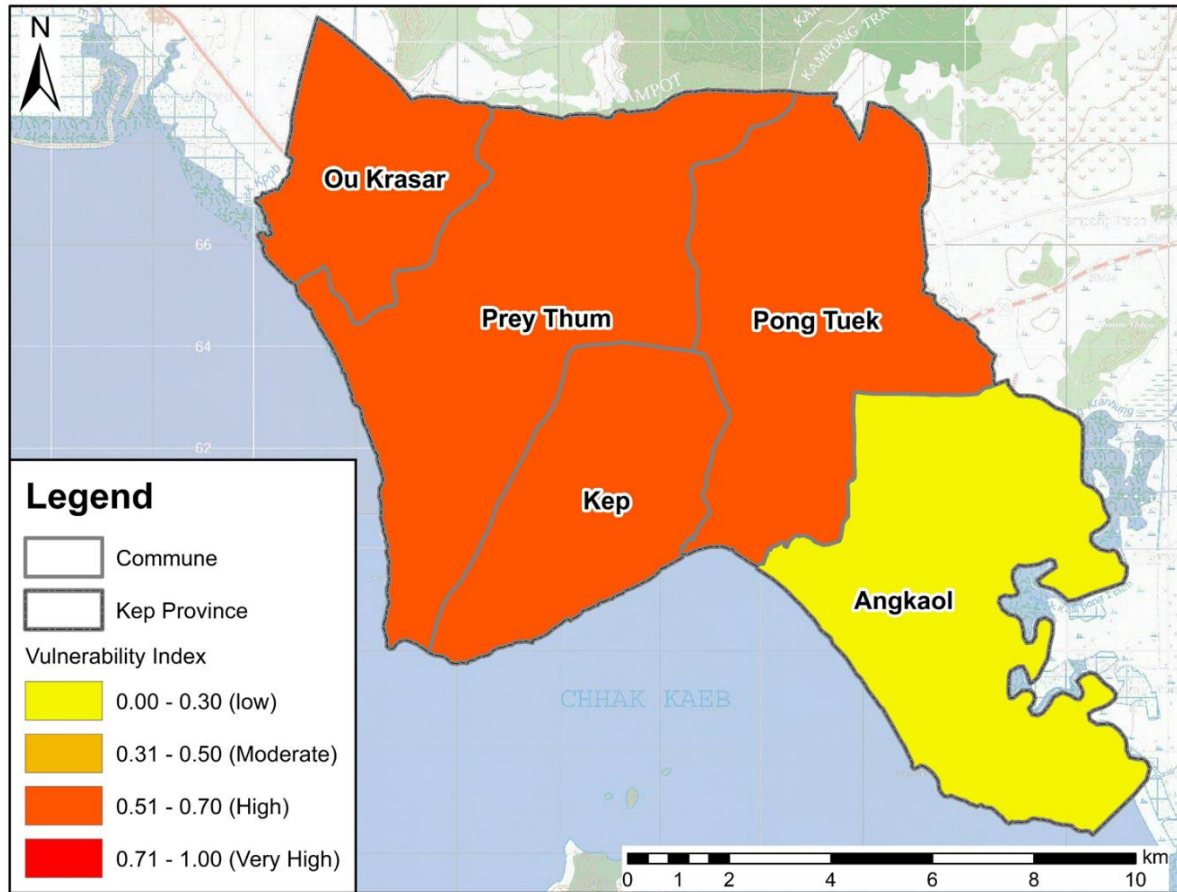 N
KAMPOT
KAMPONG TRACH
Ou Krasar
66
Prey Thum
Pong Tuek
64
62
Kep
Angkaol
CHHAK KAEB
Legend
Commune
Kep Province
Vulnerability Index
0.00 - 0.30 (low)
0.31 - 0.50 (Moderate)
0.51 - 0.70 (High)
0.71 - 1.00 (Very High)
km
0 1 2 4 6 8 10